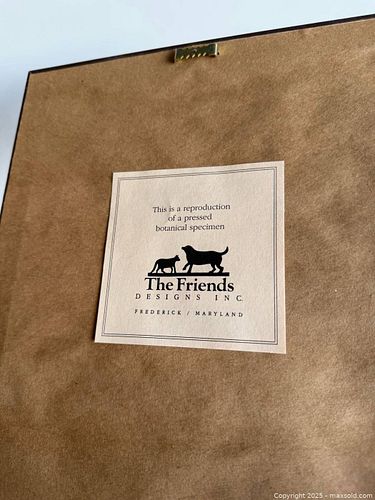 This is a reproduction
of a pressed
botanical specimen
The Friends
DESIGNS INC.
FREDERICK / MARYLAND
Copyright 2025 - maxsold.com